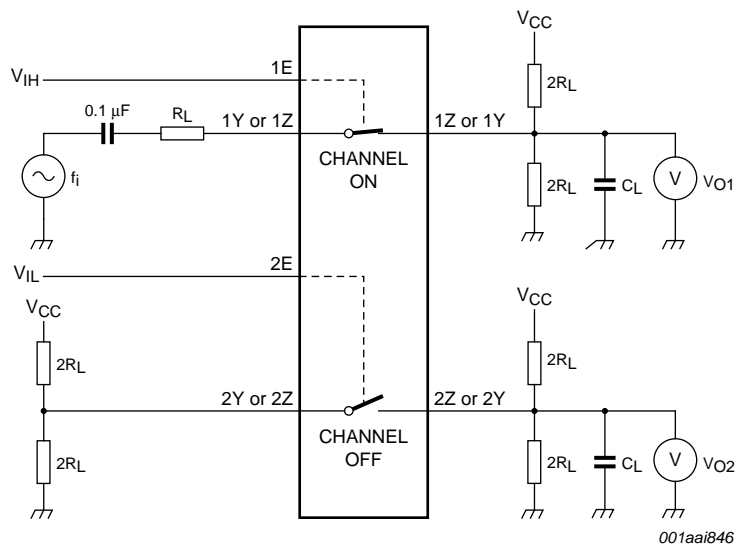 VCC
VIH
1E
2RL
0.1 μF
RL
1Y or 1Z
1Z or 1Y
CHANNEL
ON
fi
2RL
CL
V
VO1
VIL
2E
VCC
VCC
2RL
2RL
2Y or 2Z
2Z or 2Y
CHANNEL
OFF
2RL
2RL
CL
V
VO2
001aai846